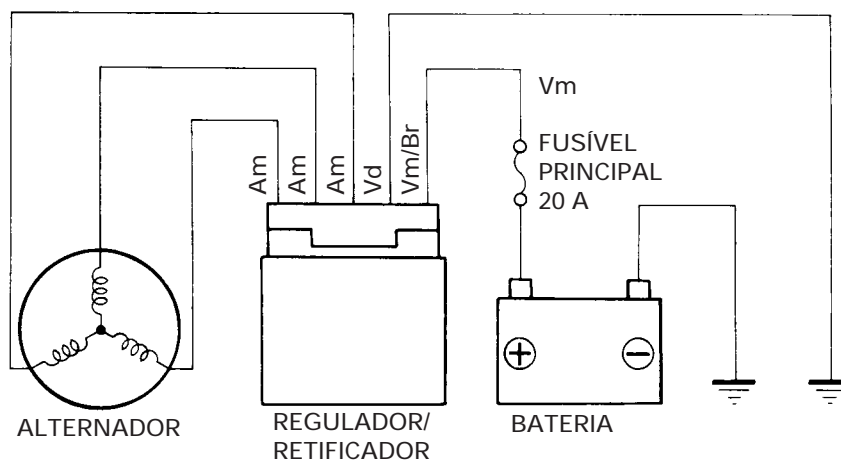 Am
Am
Am
Vd
Vm/Br
Vm
FUSÍVEL
PRINCIPAL
20 A
+
−
ALTERNADOR
REGULADOR/
RETIFICADOR
BATERIA